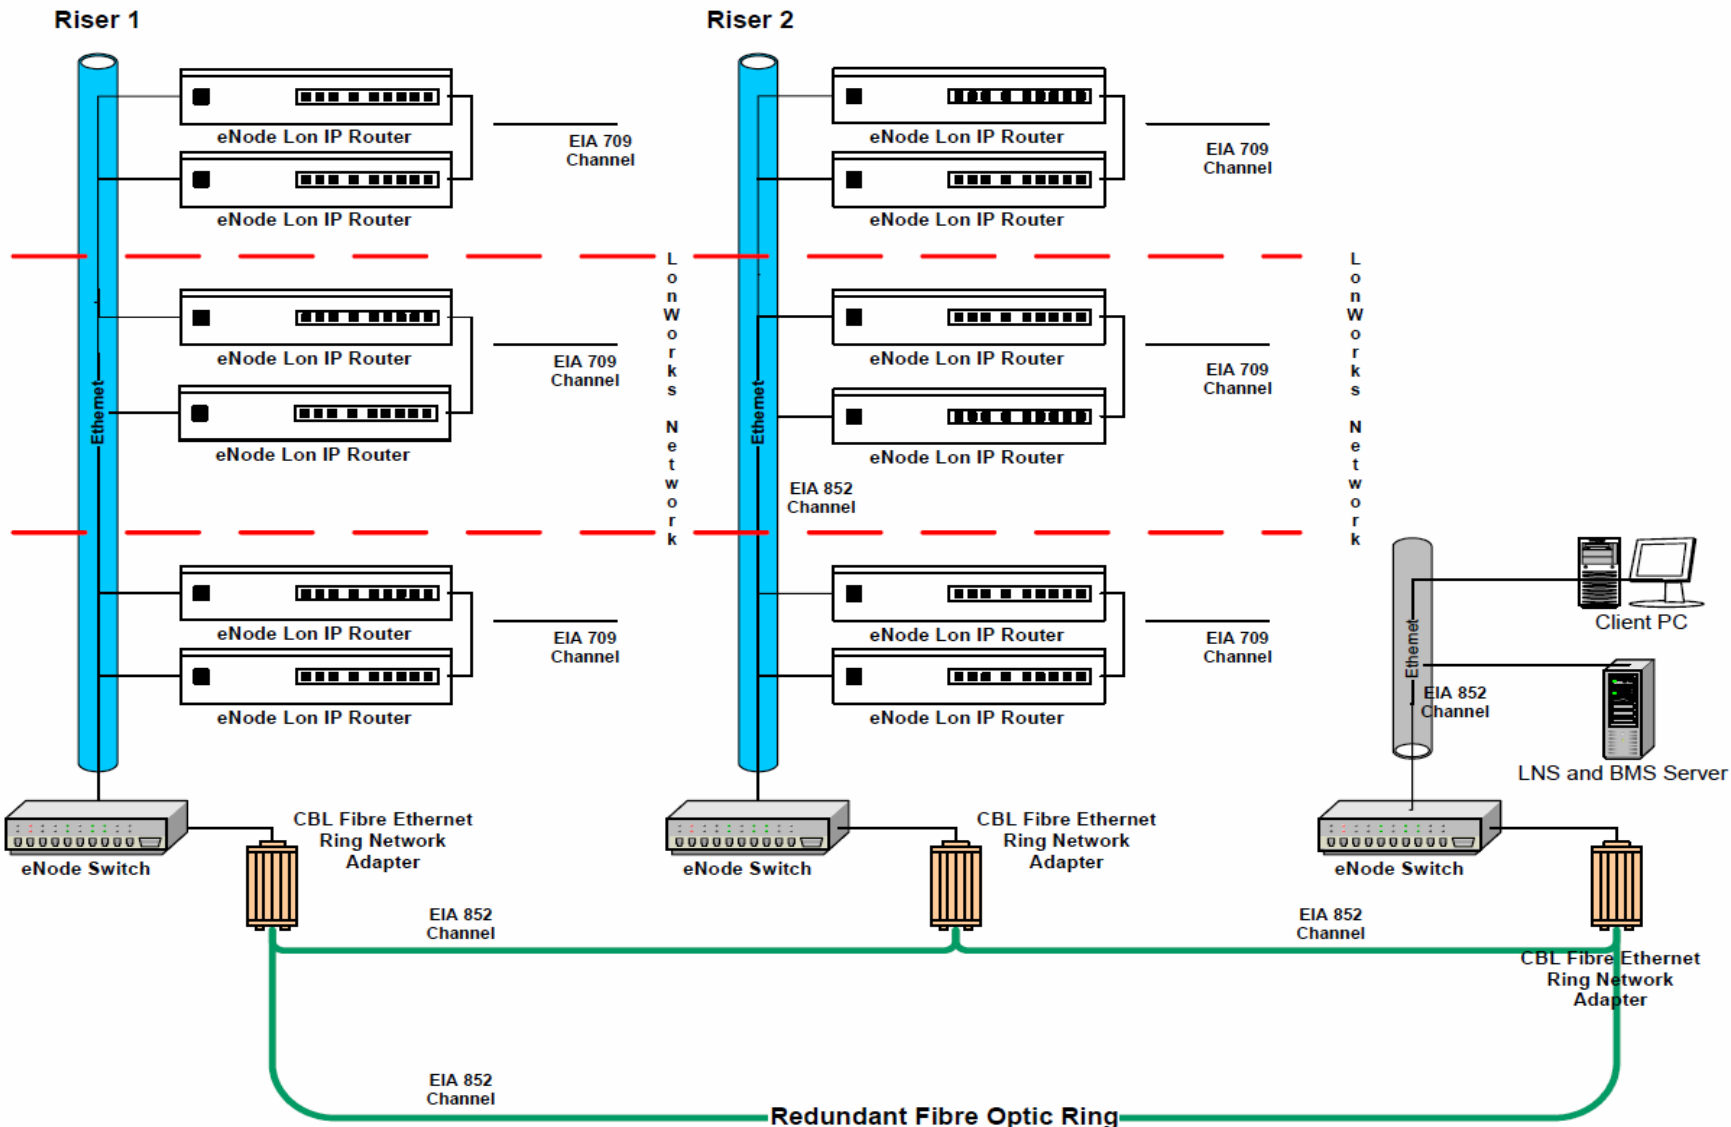 Riser 1
Riser 2
eNode Lon IP Router
EIA 709
Channel
eNode Lon IP Router
eNode Lon IP Router
EIA 709
Channel
eNode Lon IP Router
LonWorks Network
LonWorks Network
eNode Lon IP Router
EIA 709
Channel
eNode Lon IP Router
Ethernet
eNode Lon IP Router
EIA 709
Channel
eNode Lon IP Router
Ethernet
EIA 852
Channel
eNode Lon IP Router
EIA 709
Channel
eNode Lon IP Router
eNode Lon IP Router
EIA 709
Channel
eNode Lon IP Router
Client PC
Ethernet
EIA 852
Channel
LNS and BMS Server
eNode Switch
CBL Fibre Ethernet
Ring Network
Adapter
eNode Switch
CBL Fibre Ethernet
Ring Network
Adapter
eNode Switch
EIA 852
Channel
EIA 852
Channel
CBL Fibre Ethernet
Ring Network
Adapter
EIA 852
Channel
Redundant Fibre Optic Ring